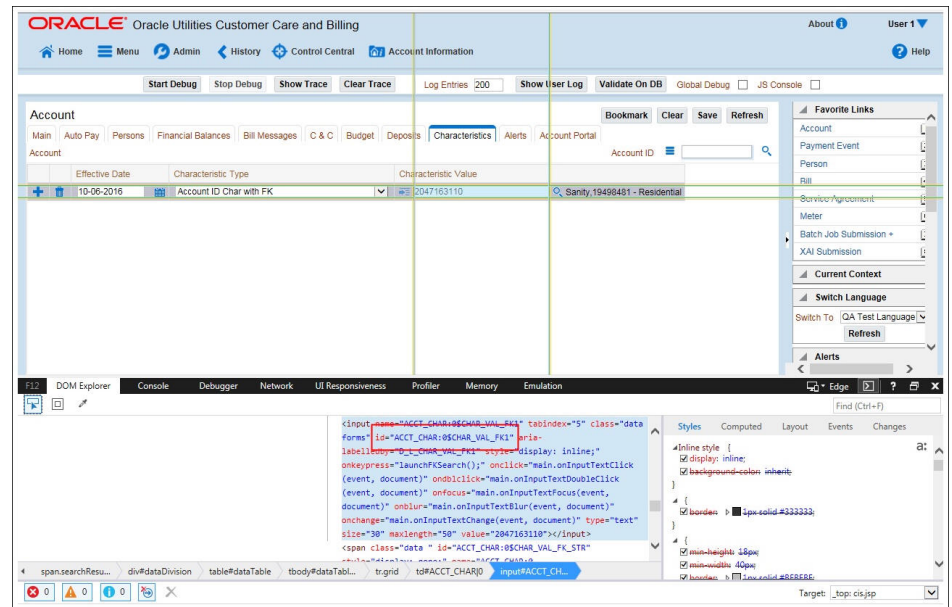 ORACLE® Oracle Utilities Customer Care and Billing About User 1
Home Menu Admin History Control Central Account Information Help
Start Debug Stop Debug Show Trace Clear Trace Log Entries 200 Show User Log Validate On DB Global Debug JS Console
Account Bookmark Clear Save Refresh
Main Auto Pay Persons Financial Balances Bill Messages C & C Budget Deposits Characteristics Alerts Account Portal
Account Account ID
Effective Date Characteristic Type Characteristic Value
10-06-2016 Account ID Char with FK 2047163110 Sanity,19498481 - Residential
Favorite Links
Account
Payment Event
Person
Bill
Service Agreement
Meter
Batch Job Submission +
XAI Submission
Current Context
Switch Language
Switch To QA Test Language
Refresh
Alerts
F12 DOM Explorer Console Debugger Network UI Responsiveness Profiler Memory Emulation Edge ?
Find (Ctrl+F)
<input name="ACCT_CHAR:0$CHAR_VAL_FK1" tabindex="5" class="data
forms" id="ACCT_CHAR:0$CHAR_VAL_FK1" aria-
labelledby="D_L_CHAR_VAL_FK1" style="display: inline;"
onkeypress="launchFKSearch();" onclick="main.onInputTextClick
(event, document)" ondblclick="main.onInputTextDoubleClick
(event, document)" onfocus="main.onInputTextFocus(event,
document)" onblur="main.onInputTextBlur(event, document)"
onchange="main.onInputTextChange(event, document)" type="text"
size="30" maxlength="50" value="2047163110"></input>
<span class="data " id="ACCT_CHAR:0$CHAR_VAL_FK_STR"
Styles Computed Layout Events Changes
Inline style { a:
display: inline;
background-color: inherit;
}
{
border: 1px solid #333333;
}
{
min-height: 18px;
min-width: 40px;
border: 1px solid #BEBEBE;
span.searchResu... div#dataDivision table#dataTable tbody#dataTabl... tr.grid td#ACCT_CHAR|0 input#ACCT_CH...
0 0 0 Target: _top: cis.jsp